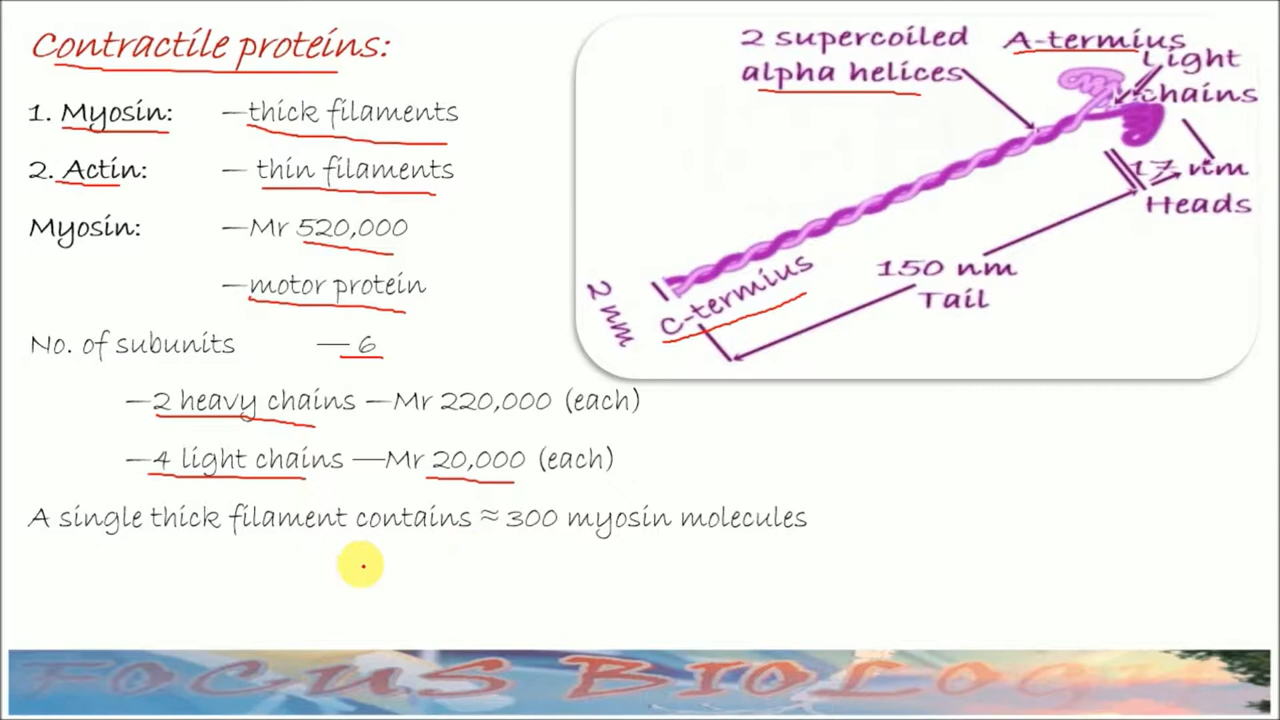 Contractile proteins:
1. Myosin: —thick filaments
2. Actin: — thin filaments
Myosin: —Mr 520,000
—motor protein
No. of subunits — 6
—2 heavy chains —Mr 220,000 (each)
—4 light chains —Mr 20,000 (each)
A single thick filament contains ≈ 300 myosin molecules
2 supercoiled
alpha helices
A-termius
Light
chains
17 nm
Heads
150 nm
Tail
C-termius
2 nm
FOCUS BIOLOG